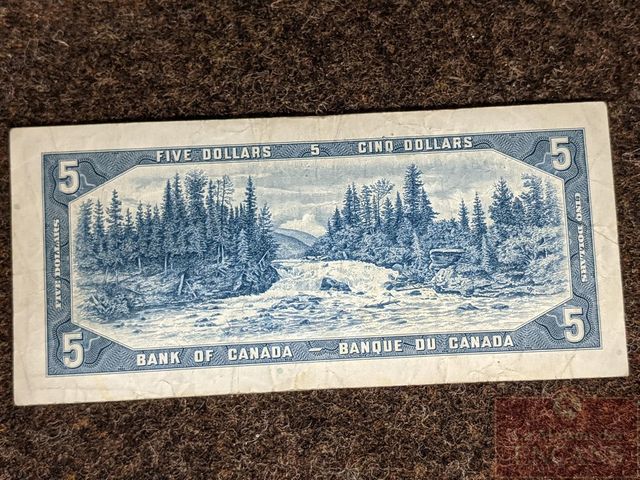 FIVE DOLLARS 5 CINQ DOLLARS
5 5
FIVE DOLLARS
CINQ DOLLARS
5 5
BANK OF CANADA — BANQUE DU CANADA